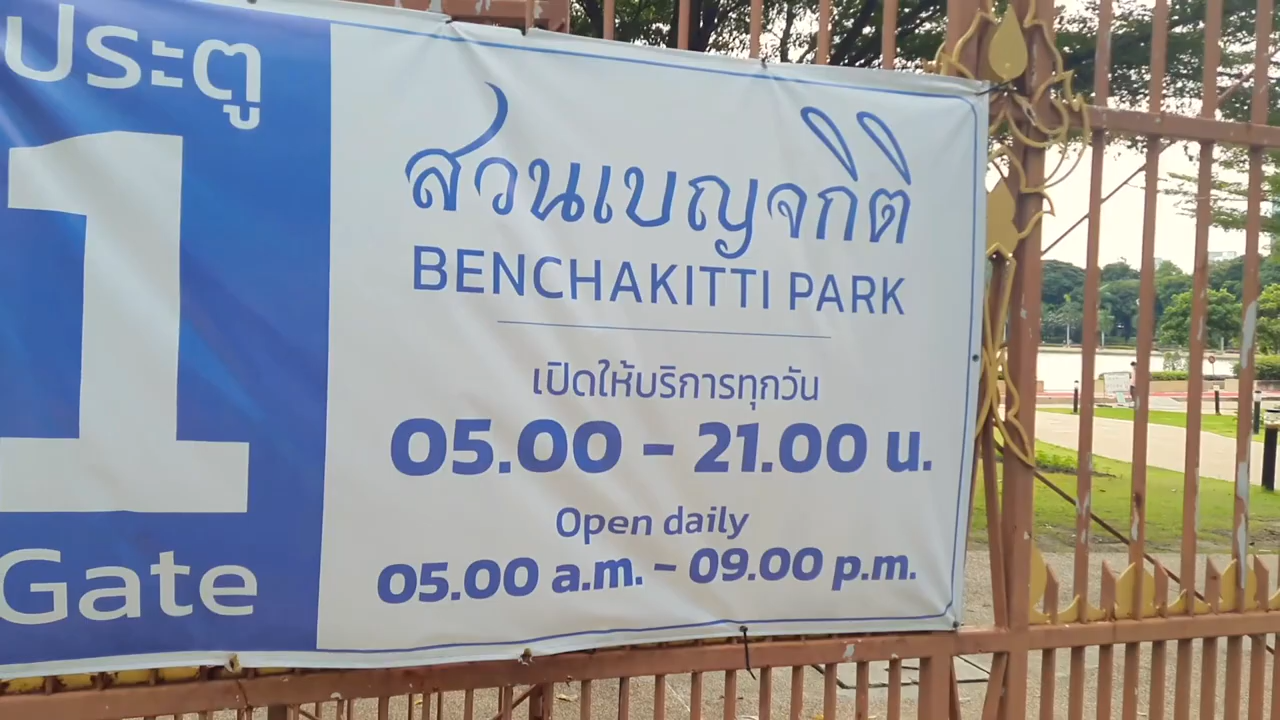 ประตู
1
Gate
สวนเบญจกิติ
BENCHAKITTI PARK
เปิดให้บริการทุกวัน
05.00 - 21.00 น.
Open daily
05.00 a.m. - 09.00 p.m.